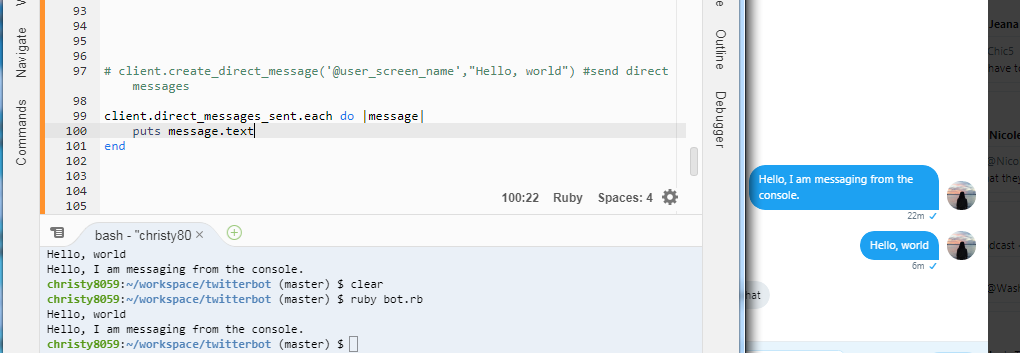 93
94
95
96
97 # client.create_direct_message('@user_screen_name',"Hello, world") #send direct
messages
98
99 client.direct_messages_sent.each do |message|
100 puts message.text
101 end
102
103
104
105
100:22 Ruby Spaces: 4
Navigate
Commands
Outline
Debugger
bash - "christy80 ×
Hello, world
Hello, I am messaging from the console.
christy8059:~/workspace/twitterbot (master) $ clear
christy8059:~/workspace/twitterbot (master) $ ruby bot.rb
Hello, world
Hello, I am messaging from the console.
christy8059:~/workspace/twitterbot (master) $
Hello, I am messaging from the
console.
22m ✓
Hello, world
6m ✓
hat
Jeana
Chic5
have to
Nicole
@Nico
at they
dcast
@Wash